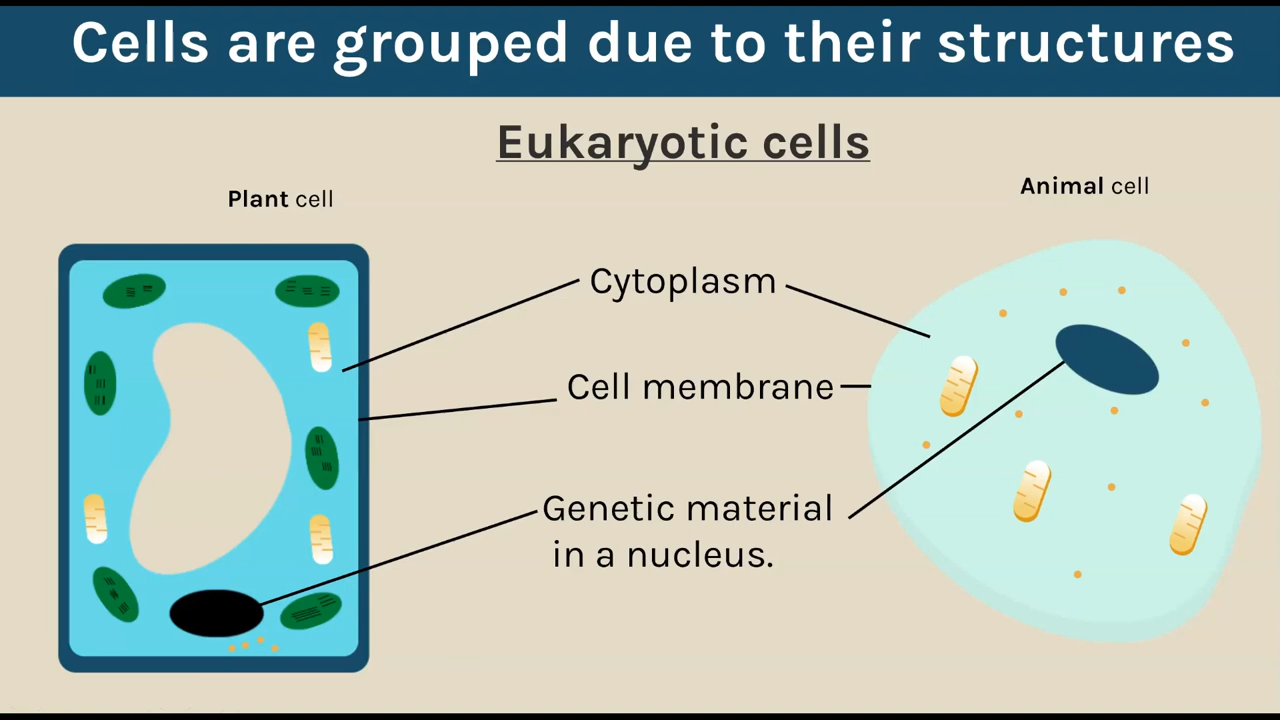 Cells are grouped due to their structures
Eukaryotic cells
Plant cell
Animal cell
Cytoplasm
Cell membrane
Genetic material
in a nucleus.